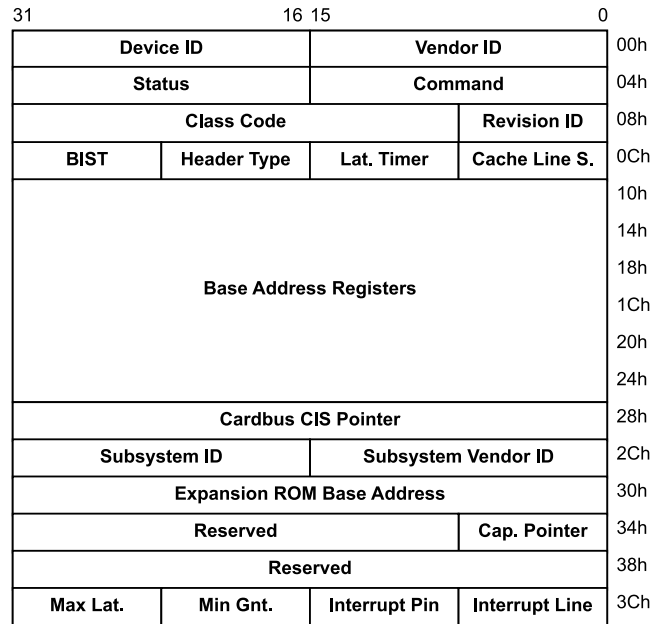 31 16 15 0
Device ID Vendor ID 00h
Status Command 04h
Class Code Revision ID 08h
BIST Header Type Lat. Timer Cache Line S. 0Ch
10h
14h
18h
Base Address Registers
1Ch
20h
24h
Cardbus CIS Pointer 28h
Subsystem ID Subsystem Vendor ID 2Ch
Expansion ROM Base Address 30h
Reserved Cap. Pointer 34h
Reserved 38h
Max Lat. Min Gnt. Interrupt Pin Interrupt Line 3Ch